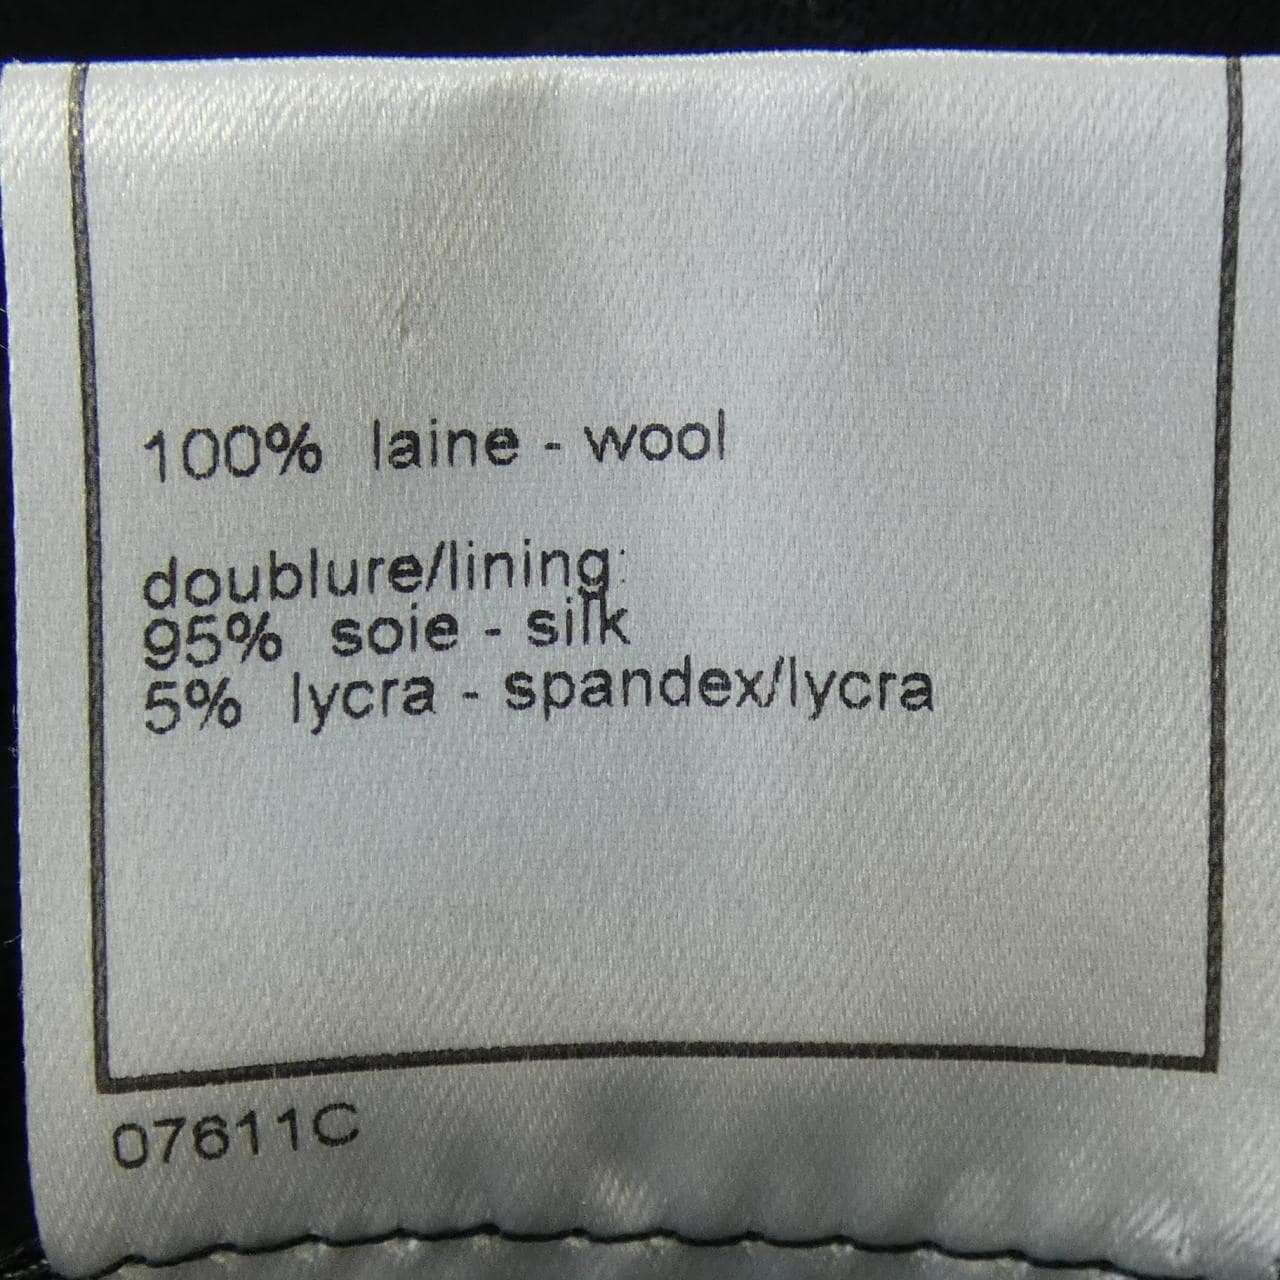 100% laine - wool
doublure/lining:
95% soie - silk
5% lycra - spandex/lycra
07611C